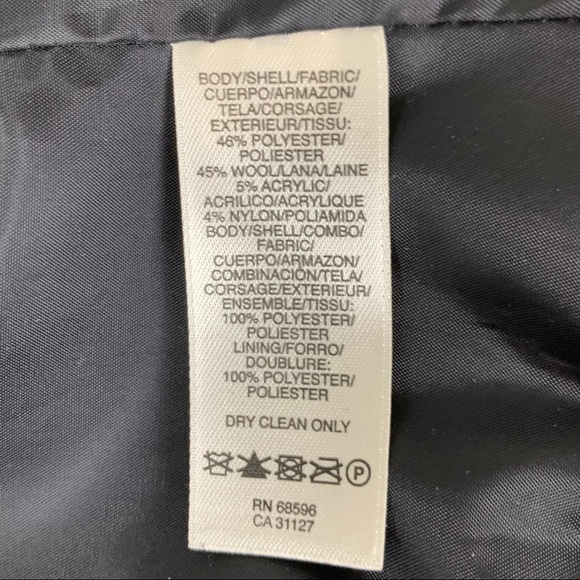 BODY/SHELL/FABRIC/
CUERPO/ARMAZON/
TELA/CORSAGE/
EXTERIEUR/TISSU:
46% POLYESTER/
POLIESTER
45% WOOL/LANA/LAINE
5% ACRYLIC/
ACRILICO/ACRYLIQUE
4% NYLON/POLIAMIDA
BODY/SHELL/COMBO/
FABRIC/
CUERPO/ARMAZON/
COMBINACIÓN/TELA/
CORSAGE/EXTERIEUR/
ENSEMBLE/TISSU:
100% POLYESTER/
POLIESTER
LINING/FORRO/
DOUBLURE:
100% POLYESTER/
POLIESTER
DRY CLEAN ONLY
P
RN 68596
CA 31127